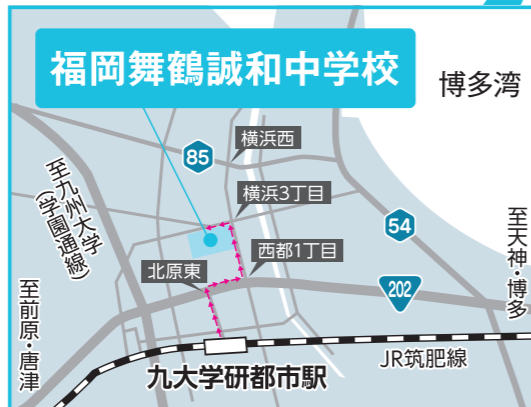 福岡舞鶴誠和中学校
博多湾
横浜西
85
至九州大学
(学園通線)
横浜3丁目
54
西都1丁目
北原東
至天神・博多
202
至前原・唐津
JR筑肥線
九大学研都市駅